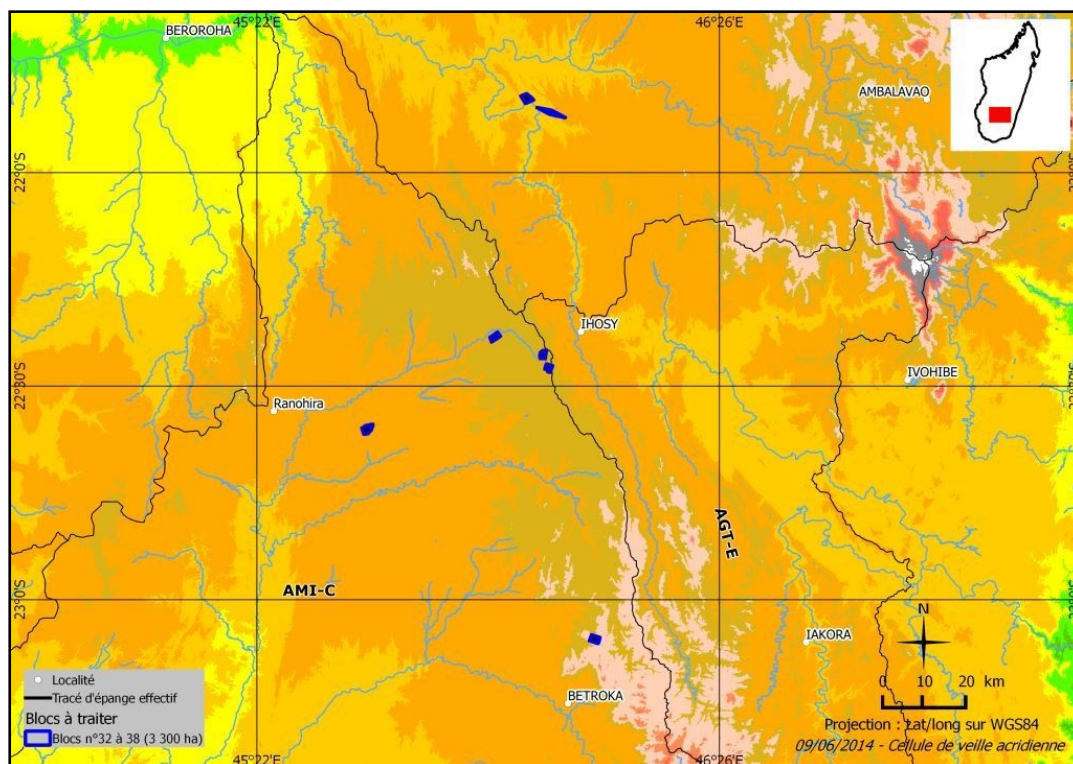 45°22'E
46°26'E
BEROROHA
AMBALAVAO
22°0'S
IHOSY
IVOHIBE
22°30'S
Ranohira
AGT-E
AMI-C
23°0'S
N
IAKORA
BETROKA
0 10 20 km
Localité
Tracé d'épange effectif
Blocs à traiter
Blocs n°32 à 38 (3 300 ha)
Projection : Lat/long sur WGS84
09/06/2014 - Cellule de veille acridienne
45°22'E
46°26'E